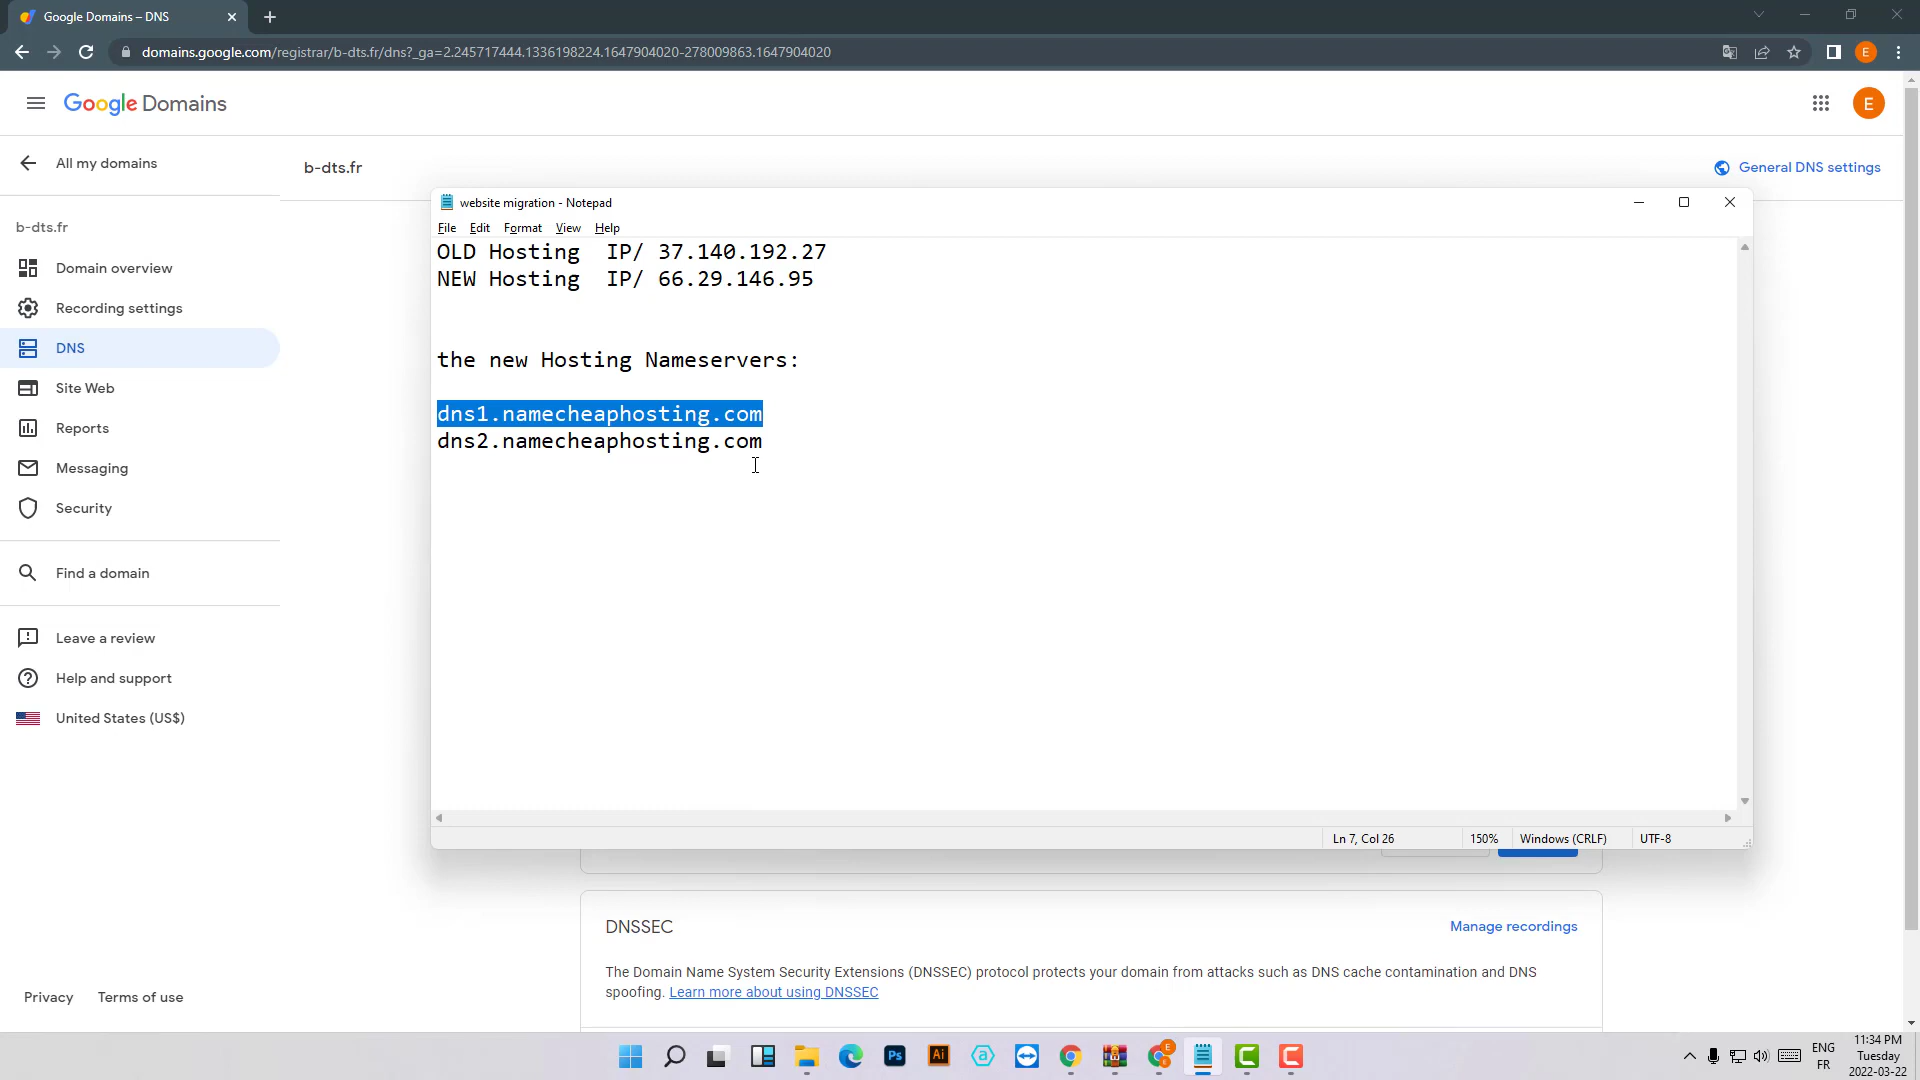 Google Domains – DNS
domains.google.com/registrar/b-dts.fr/dns?_ga=2.245717444.1336198224.1647904020-278009863.1647904020
E
Google Domains
E
All my domains
b-dts.fr
General DNS settings
b-dts.fr
Domain overview
Recording settings
DNS
Site Web
Reports
Messaging
Security
Find a domain
Leave a review
Help and support
United States (US$)
Privacy Terms of use
website migration - Notepad
File Edit Format View Help
OLD Hosting IP/ 37.140.192.27
NEW Hosting IP/ 66.29.146.95
the new Hosting Nameservers:
dns1.namecheaphosting.com
dns2.namecheaphosting.com
Ln 7, Col 26 150% Windows (CRLF) UTF-8
DNSSEC
Manage recordings
The Domain Name System Security Extensions (DNSSEC) protocol protects your domain from attacks such as DNS cache contamination and DNS
spoofing. Learn more about using DNSSEC
Ps
Ai
E
C
C
ENG
FR
11:34 PM
Tuesday
2022-03-22